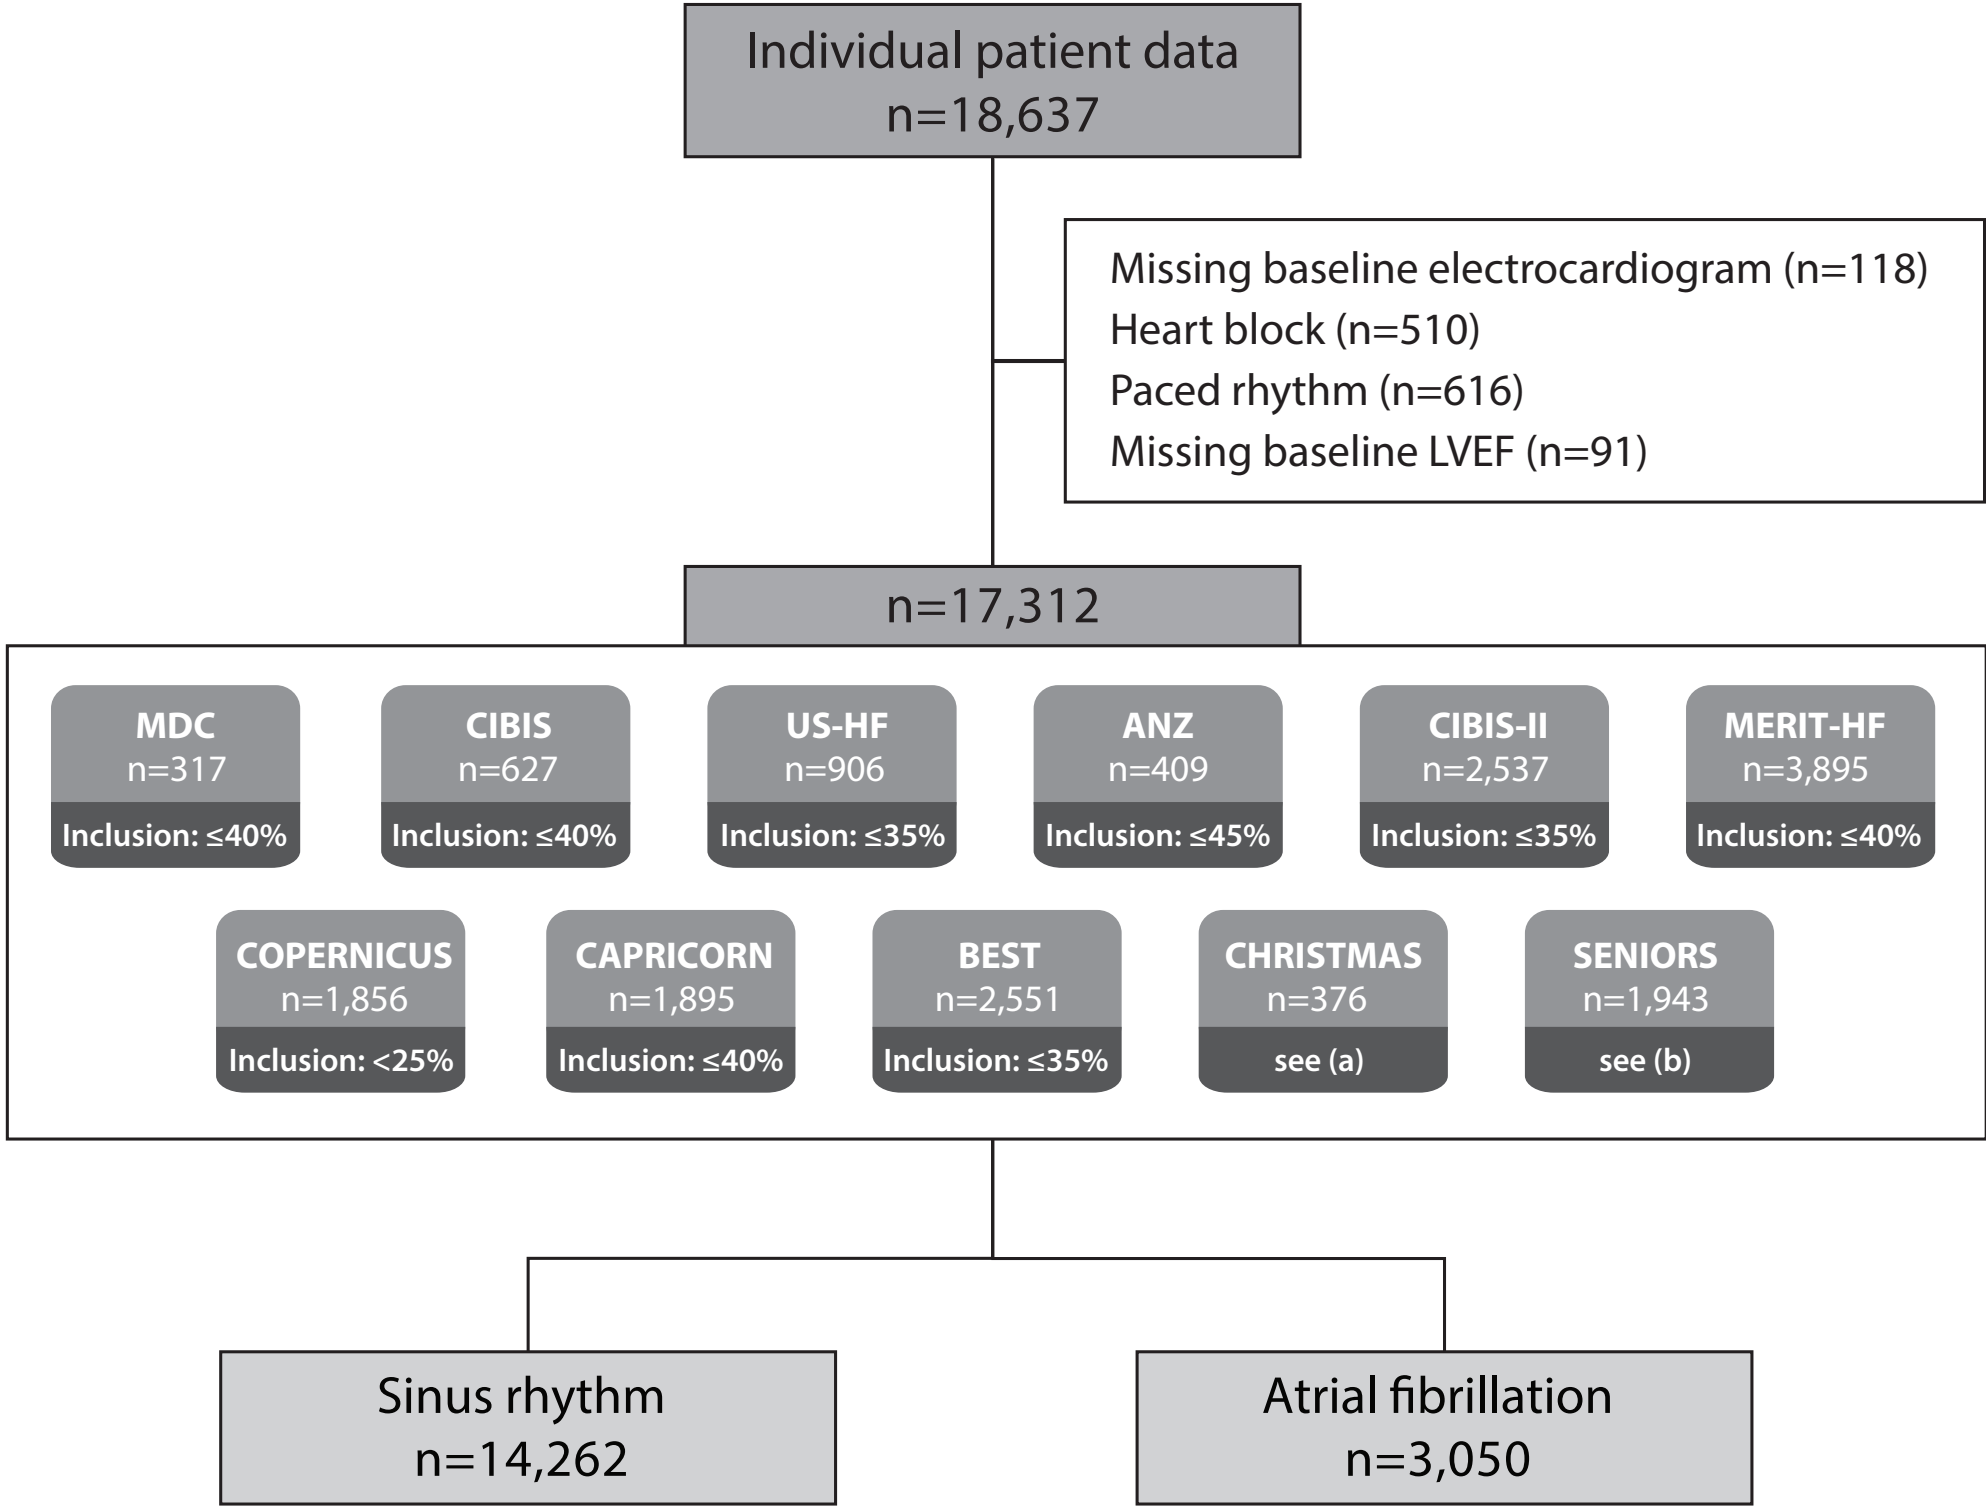 Individual patient data
n=18,637
Missing baseline electrocardiogram (n=118)
Heart block (n=510)
Paced rhythm (n=616)
Missing baseline LVEF (n=91)
n=17,312
MDC
n=317
Inclusion: ≤40%
CIBIS
n=627
Inclusion: ≤40%
US-HF
n=906
Inclusion: ≤35%
ANZ
n=409
Inclusion: ≤45%
CIBIS-II
n=2,537
Inclusion: ≤35%
MERIT-HF
n=3,895
Inclusion: ≤40%
COPERNICUS
n=1,856
Inclusion: <25%
CAPRICORN
n=1,895
Inclusion: ≤40%
BEST
n=2,551
Inclusion: ≤35%
CHRISTMAS
n=376
see (a)
SENIORS
n=1,943
see (b)
Sinus rhythm
n=14,262
Atrial fibrillation
n=3,050